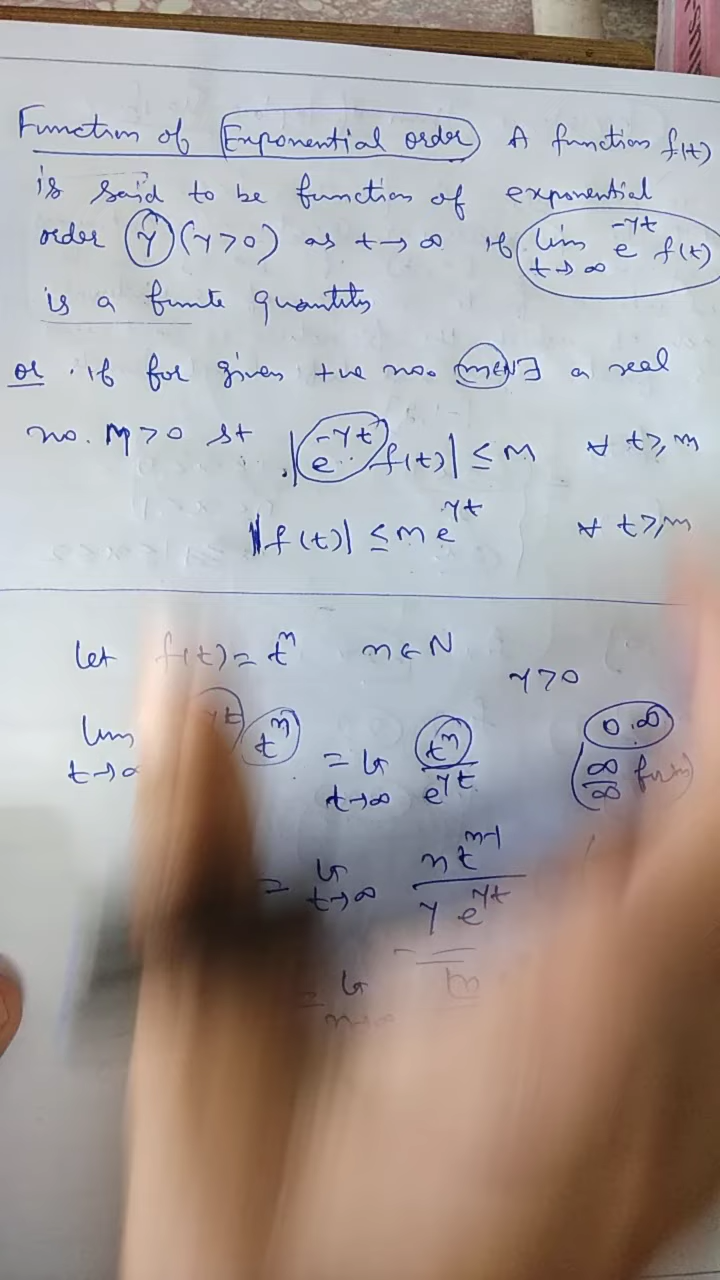 Function of Exponential order A function f(t)
is said to be function of exponential
order γ (γ>0) as t→∞ if lim t→∞ e^-γt f(t)
is a finite quantity
or. if for given +ve no. m∈N ∃ a real
no. M>0 st |e^-γt f(t)| ≤ M ∀ t≥m
|f(t)| ≤ M e^γt ∀ t≥m
let f(t) = t^n n∈N
γ>0
lim t→∞ γt t^n = lt t→∞ t^n / e^γt 0.∞ (∞/∞ form)
= lt t→∞ n t^n-1 / γ e^γt
= lt